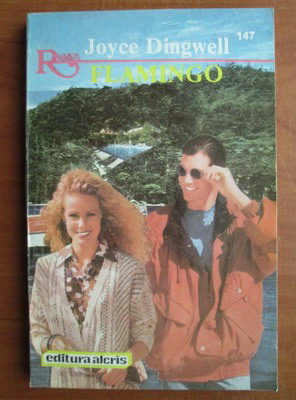 Joyce Dingwell
147
FLAMINGO
editura alcris